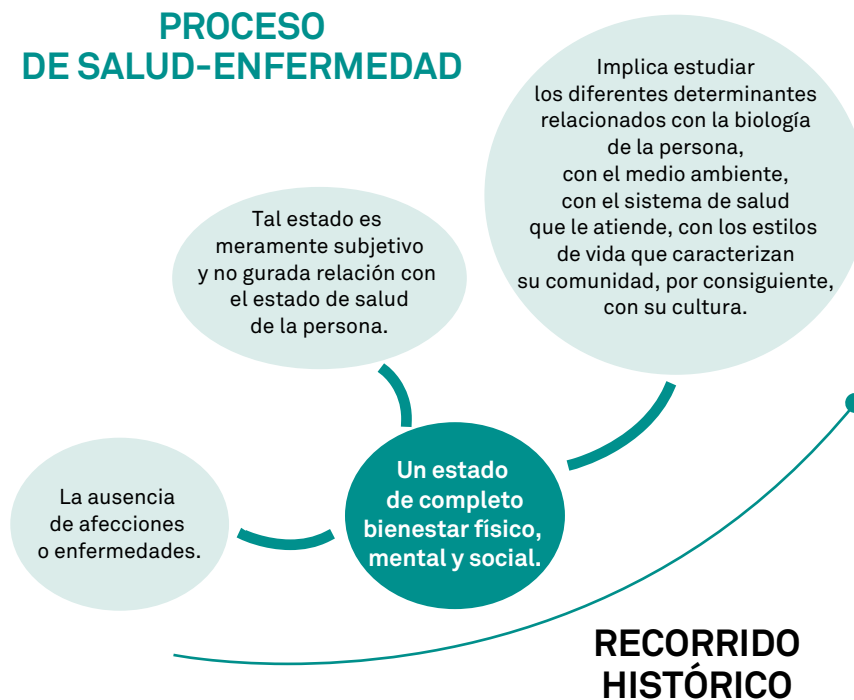 PROCESO
DE SALUD-ENFERMEDAD
Implica estudiar
los diferentes determinantes
relacionados con la biología
de la persona,
con el medio ambiente,
con el sistema de salud
que le atiende, con los estilos
de vida que caracterizan
su comunidad, por consiguiente,
con su cultura.
Tal estado es
meramente subjetivo
y no gurada relación con
el estado de salud
de la persona.
Un estado
de completo
bienestar físico,
mental y social.
La ausencia
de afecciones
o enfermedades.
RECORRIDO
HISTÓRICO